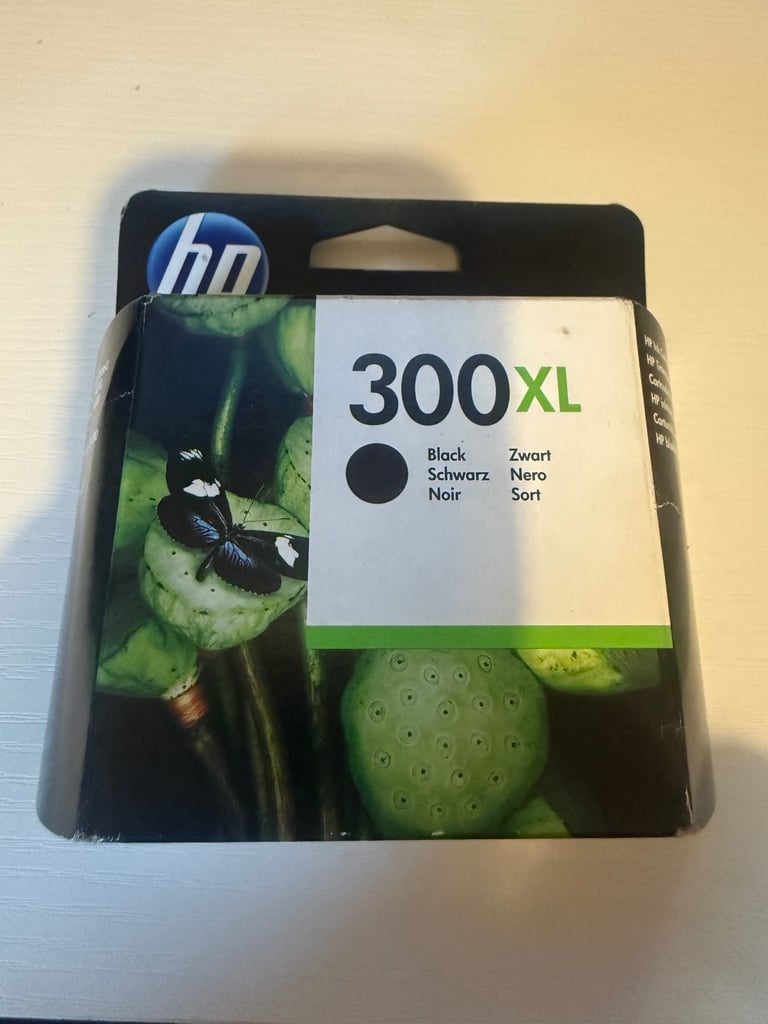 hp
300XL
Black Zwart
Schwarz Nero
Noir Sort